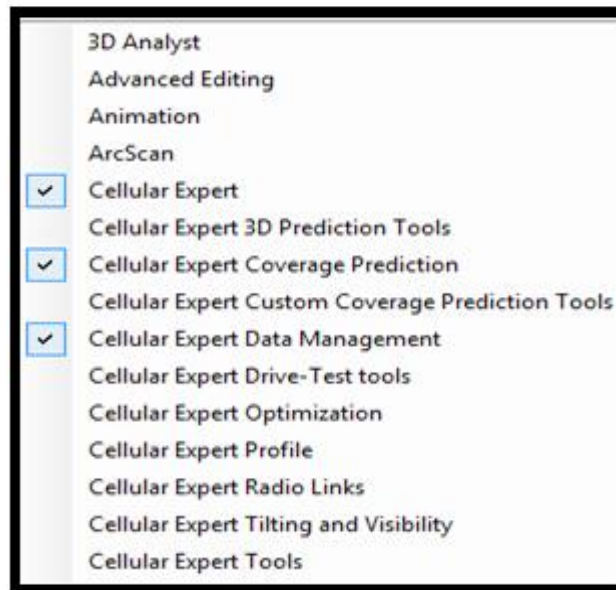 3D Analyst
Advanced Editing
Animation
ArcScan
Cellular Expert
Cellular Expert 3D Prediction Tools
Cellular Expert Coverage Prediction
Cellular Expert Custom Coverage Prediction Tools
Cellular Expert Data Management
Cellular Expert Drive-Test tools
Cellular Expert Optimization
Cellular Expert Profile
Cellular Expert Radio Links
Cellular Expert Tilting and Visibility
Cellular Expert Tools